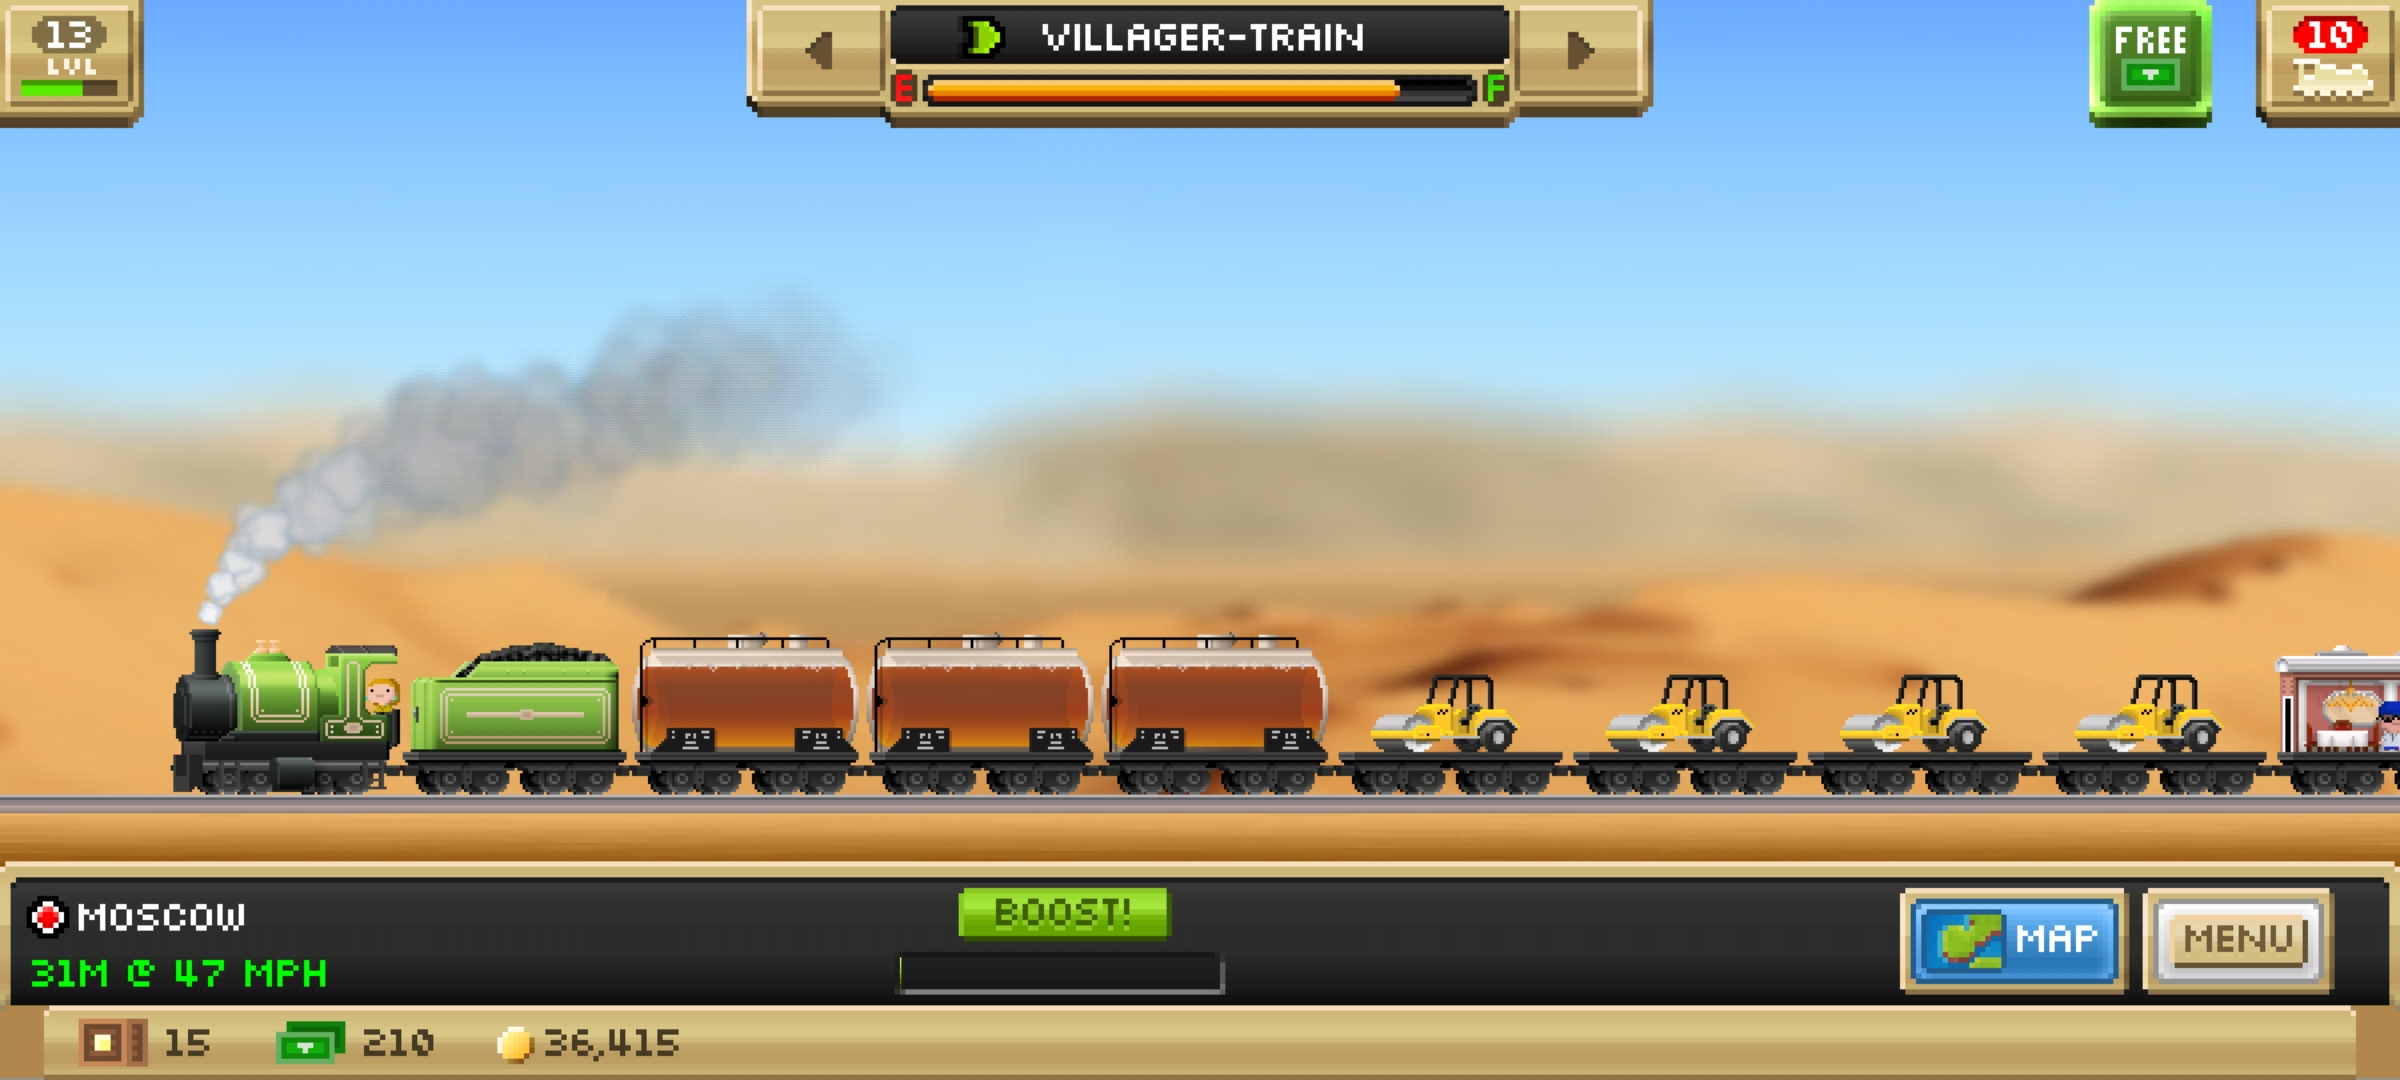 13
LVL
VILLAGER-TRAIN
E F
FREE
10
MOSCOW
31M @ 47 MPH
BOOST!
MAP
MENU
15
210
36,415